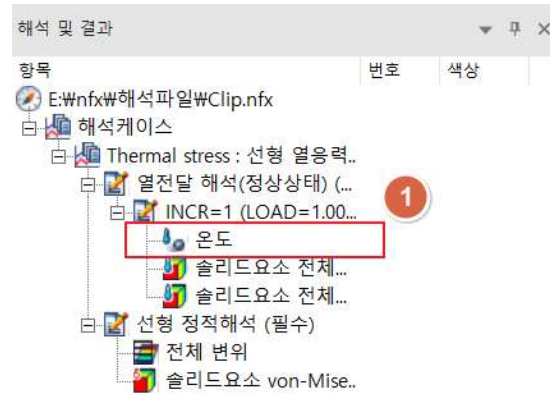 해석 및 결과
항목 번호 색상
E:₩nfx₩해석파일₩Clip.nfx
해석케이스
Thermal stress : 선형 열응력..
열전달 해석(정상상태) (...
1
INCR=1 (LOAD=1.00...
온도
솔리드요소 전체...
솔리드요소 전체...
선형 정적해석 (필수)
전체 변위
솔리드요소 von-Mise..